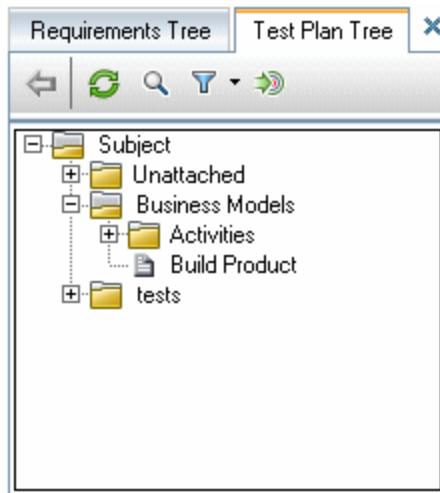 Requirements Tree
Test Plan Tree
Subject
Unattached
Business Models
Activities
Build Product
tests